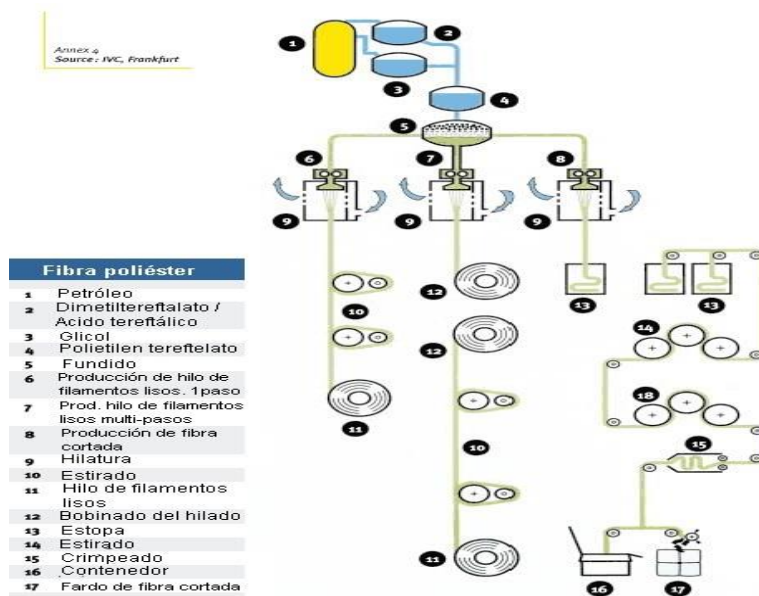 Annex 4
Source: IVC, Frankfurt
1
2
3
4
5
6
7
8
9
9
9
10
11
12
12
10
11
13
13
14
18
15
16
17
Fibra poliéster
1 Petróleo
2 Dimetiltereftalato /
Acido tereftálico
3 Glicol
4 Polietilen tereftelato
5 Fundido
6 Producción de hilo de
filamentos lisos. 1paso
7 Prod. hilo de filamentos
lisos multi-pasos
8 Producción de fibra
cortada
9 Hilatura
10 Estirado
11 Hilo de filamentos
lisos
12 Bobinado del hilado
13 Estopa
14 Estirado
15 Crimpeado
16 Contenedor
17 Fardo de fibra cortada